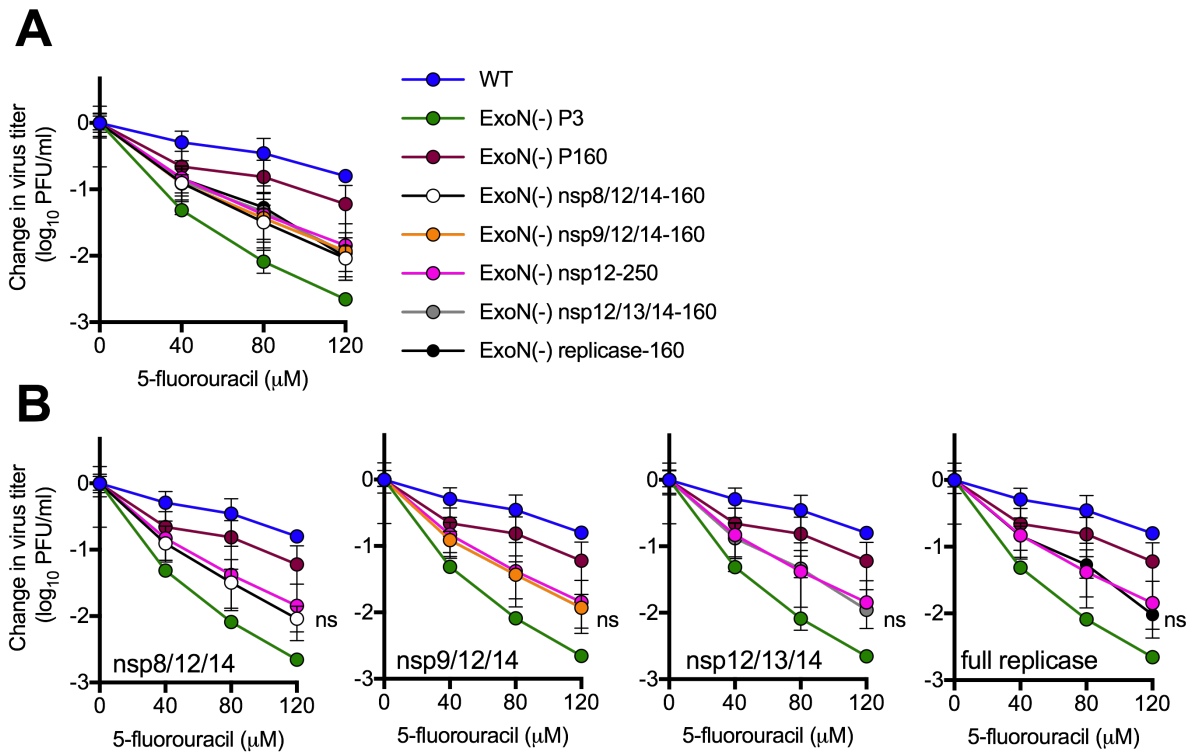 A
Change in virus titer
(log10 PFU/ml)
0
-1
-2
-3
0 40 80 120
5-fluorouracil (μM)
WT
ExoN(-) P3
ExoN(-) P160
ExoN(-) nsp8/12/14-160
ExoN(-) nsp9/12/14-160
ExoN(-) nsp12-250
ExoN(-) nsp12/13/14-160
ExoN(-) replicase-160
B
Change in virus titer
(log10 PFU/ml)
0
-1
-2
-3
ns
nsp8/12/14
0 40 80 120
5-fluorouracil (μM)
0
-1
-2
-3
ns
nsp9/12/14
0 40 80 120
5-fluorouracil (μM)
0
-1
-2
-3
ns
nsp12/13/14
0 40 80 120
5-fluorouracil (μM)
0
-1
-2
-3
ns
full replicase
0 40 80 120
5-fluorouracil (μM)